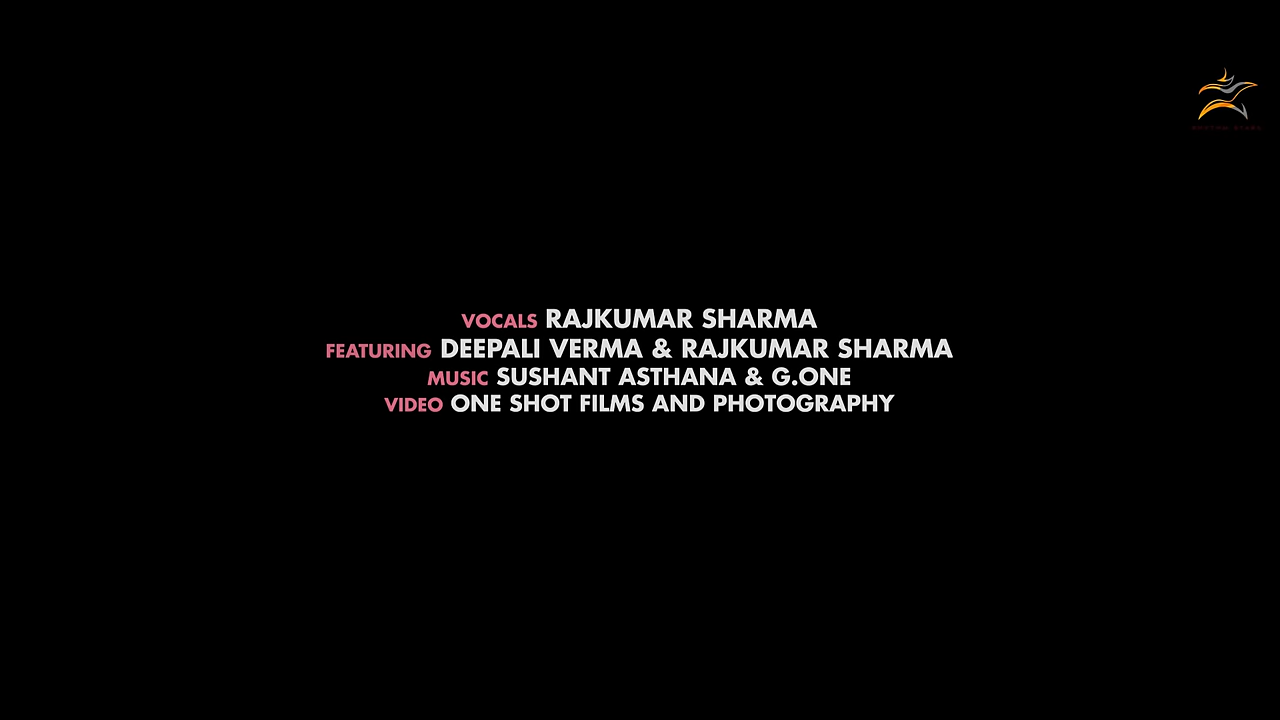 VOCALS RAJKUMAR SHARMA
FEATURING DEEPALI VERMA & RAJKUMAR SHARMA
MUSIC SUSHANT ASTHANA & G.ONE
VIDEO ONE SHOT FILMS AND PHOTOGRAPHY